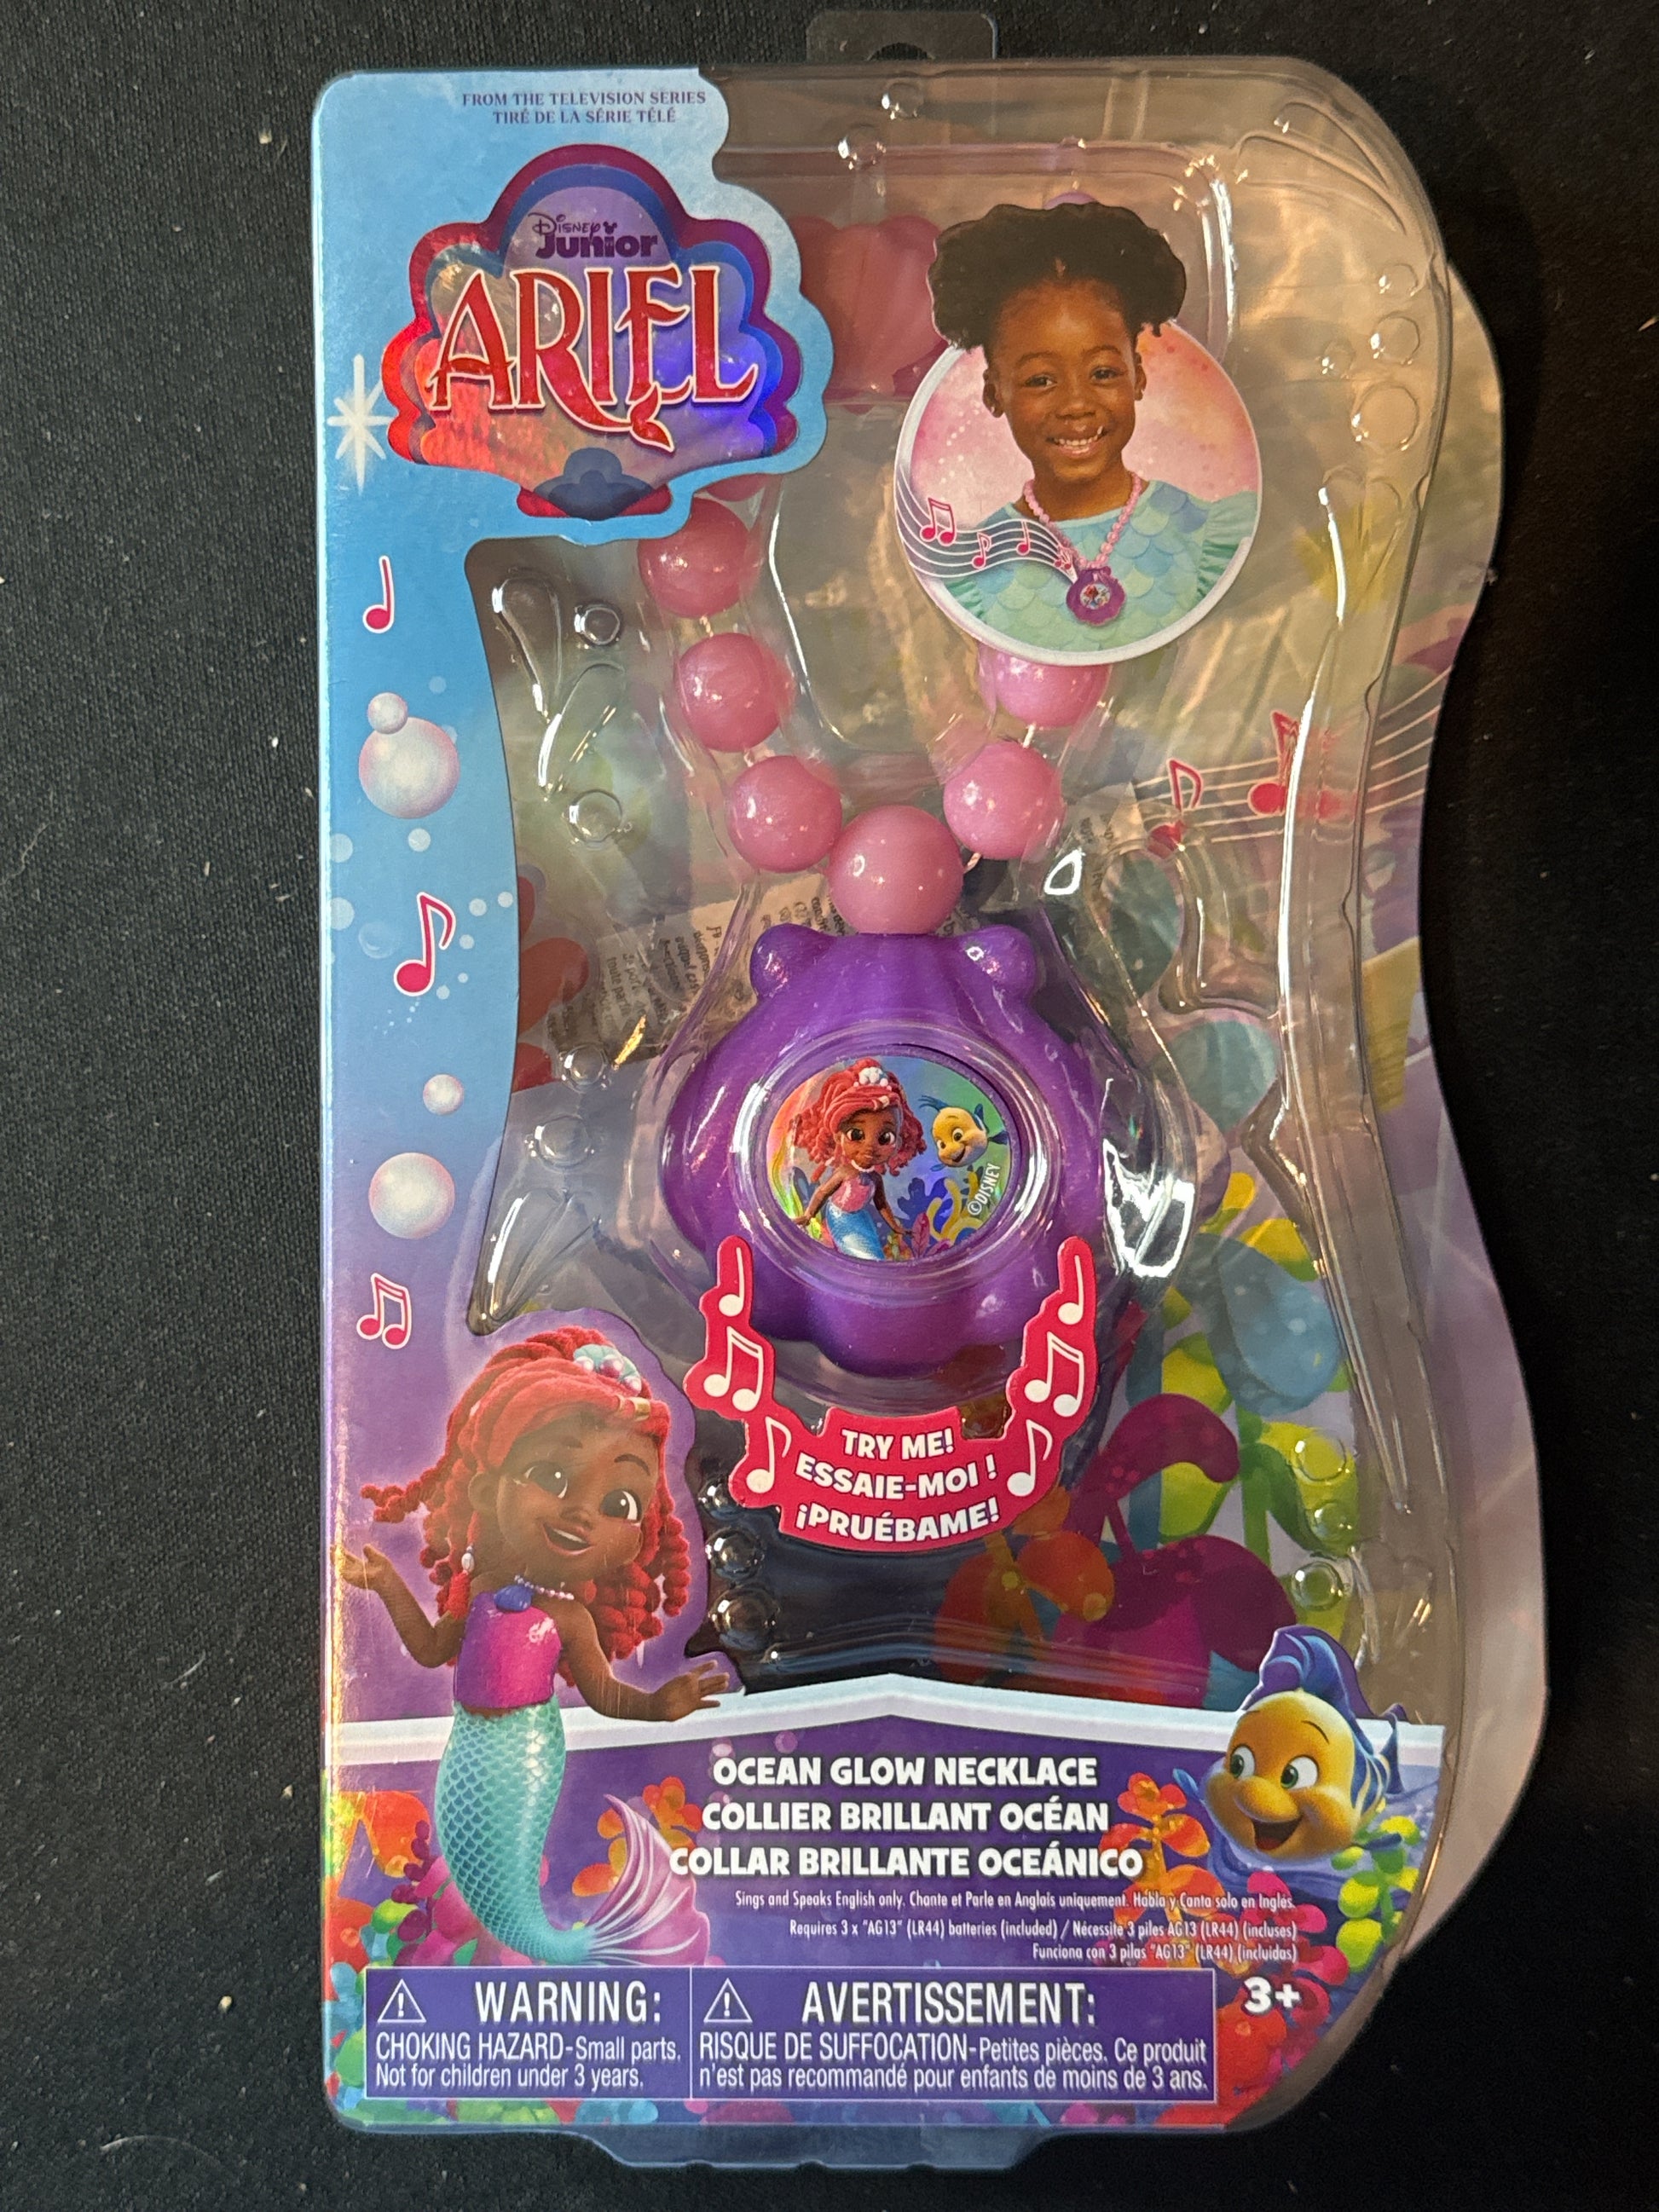 FROM THE TELEVISION SERIES
TIRÉ DE LA SÉRIE TÉLÉ
Disney
Junior
ARIEL
©DISNEY
TRY ME!
ESSAIE-MOI !
¡PRUÉBAME!
OCEAN GLOW NECKLACE
COLLIER BRILLANT OCÉAN
COLLAR BRILLANTE OCEÁNICO
Sings and Speaks English only. Chante et Parle en Anglais uniquement. Habla y Canta solo en Inglés.
Requires 3 x "AG13" (LR44) batteries (included) / Nécessite 3 piles AG13 (LR44) (incluses)
Funciona con 3 pilas "AG13" (LR44) (incluidas)
3+
WARNING:
CHOKING HAZARD-Small parts.
Not for children under 3 years.
AVERTISSEMENT:
RISQUE DE SUFFOCATION-Petites pièces. Ce produit
n'est pas recommandé pour enfants de moins de 3 ans.